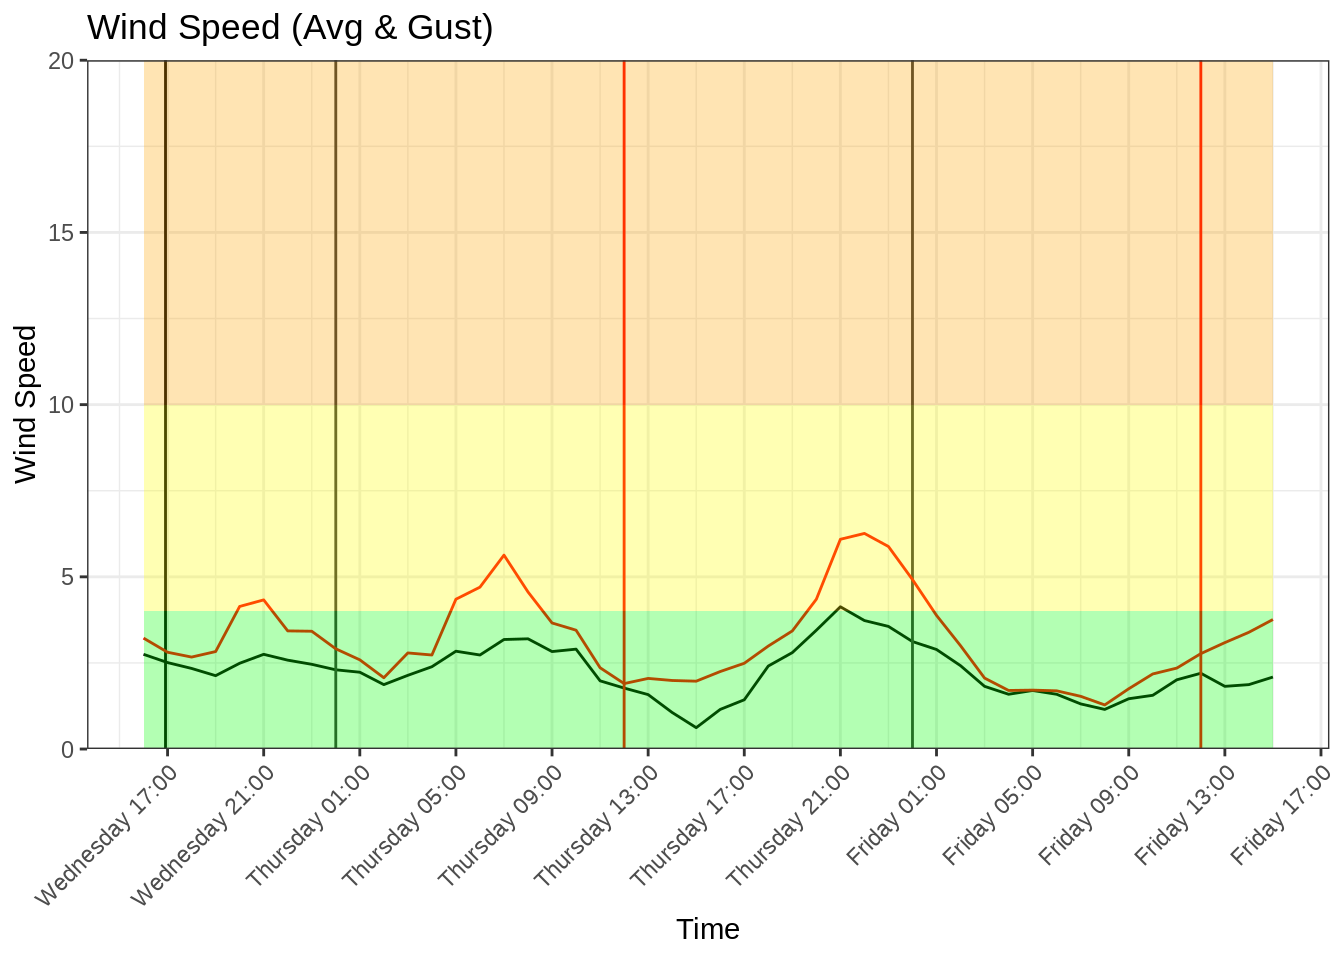 Wind Speed (Avg & Gust)
20
15
10
5
0
Wind Speed
Wednesday 17:00
Wednesday 21:00
Thursday 01:00
Thursday 05:00
Thursday 09:00
Thursday 13:00
Thursday 17:00
Thursday 21:00
Friday 01:00
Friday 05:00
Friday 09:00
Friday 13:00
Friday 17:00
Time